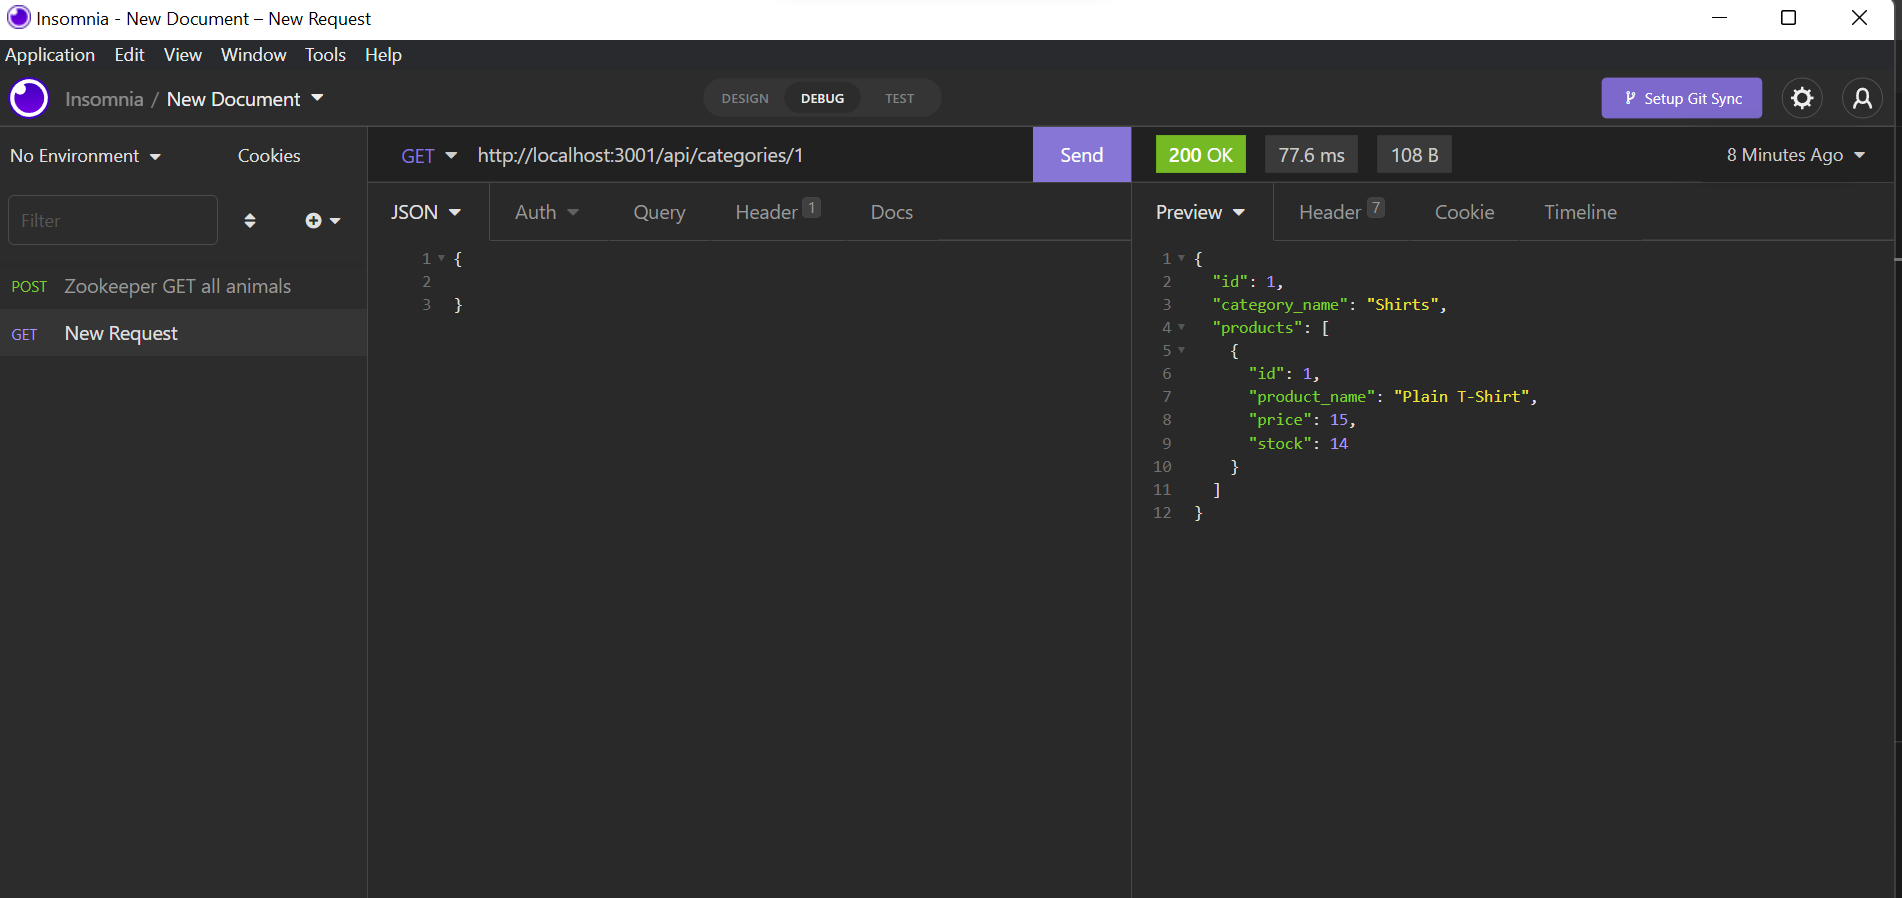 Insomnia - New Document – New Request
Application Edit View Window Tools Help
Insomnia / New Document
DESIGN DEBUG TEST
Setup Git Sync
No Environment Cookies
GET http://localhost:3001/api/categories/1 Send
200 OK 77.6 ms 108 B 8 Minutes Ago
Filter
POST Zookeeper GET all animals
GET New Request
JSON Auth Query Header 1 Docs
1 {
2
3 }
Preview Header 7 Cookie Timeline
1 {
2 "id": 1,
3 "category_name": "Shirts",
4 "products": [
5 {
6 "id": 1,
7 "product_name": "Plain T-Shirt",
8 "price": 15,
9 "stock": 14
10 }
11 ]
12 }